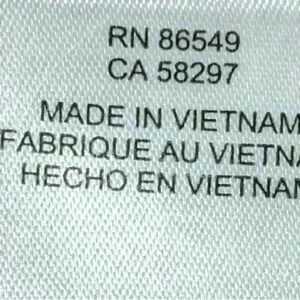 RN 86549
CA 58297
MADE IN VIETNAM
FABRIQUE AU VIETNA
HECHO EN VIETNAM